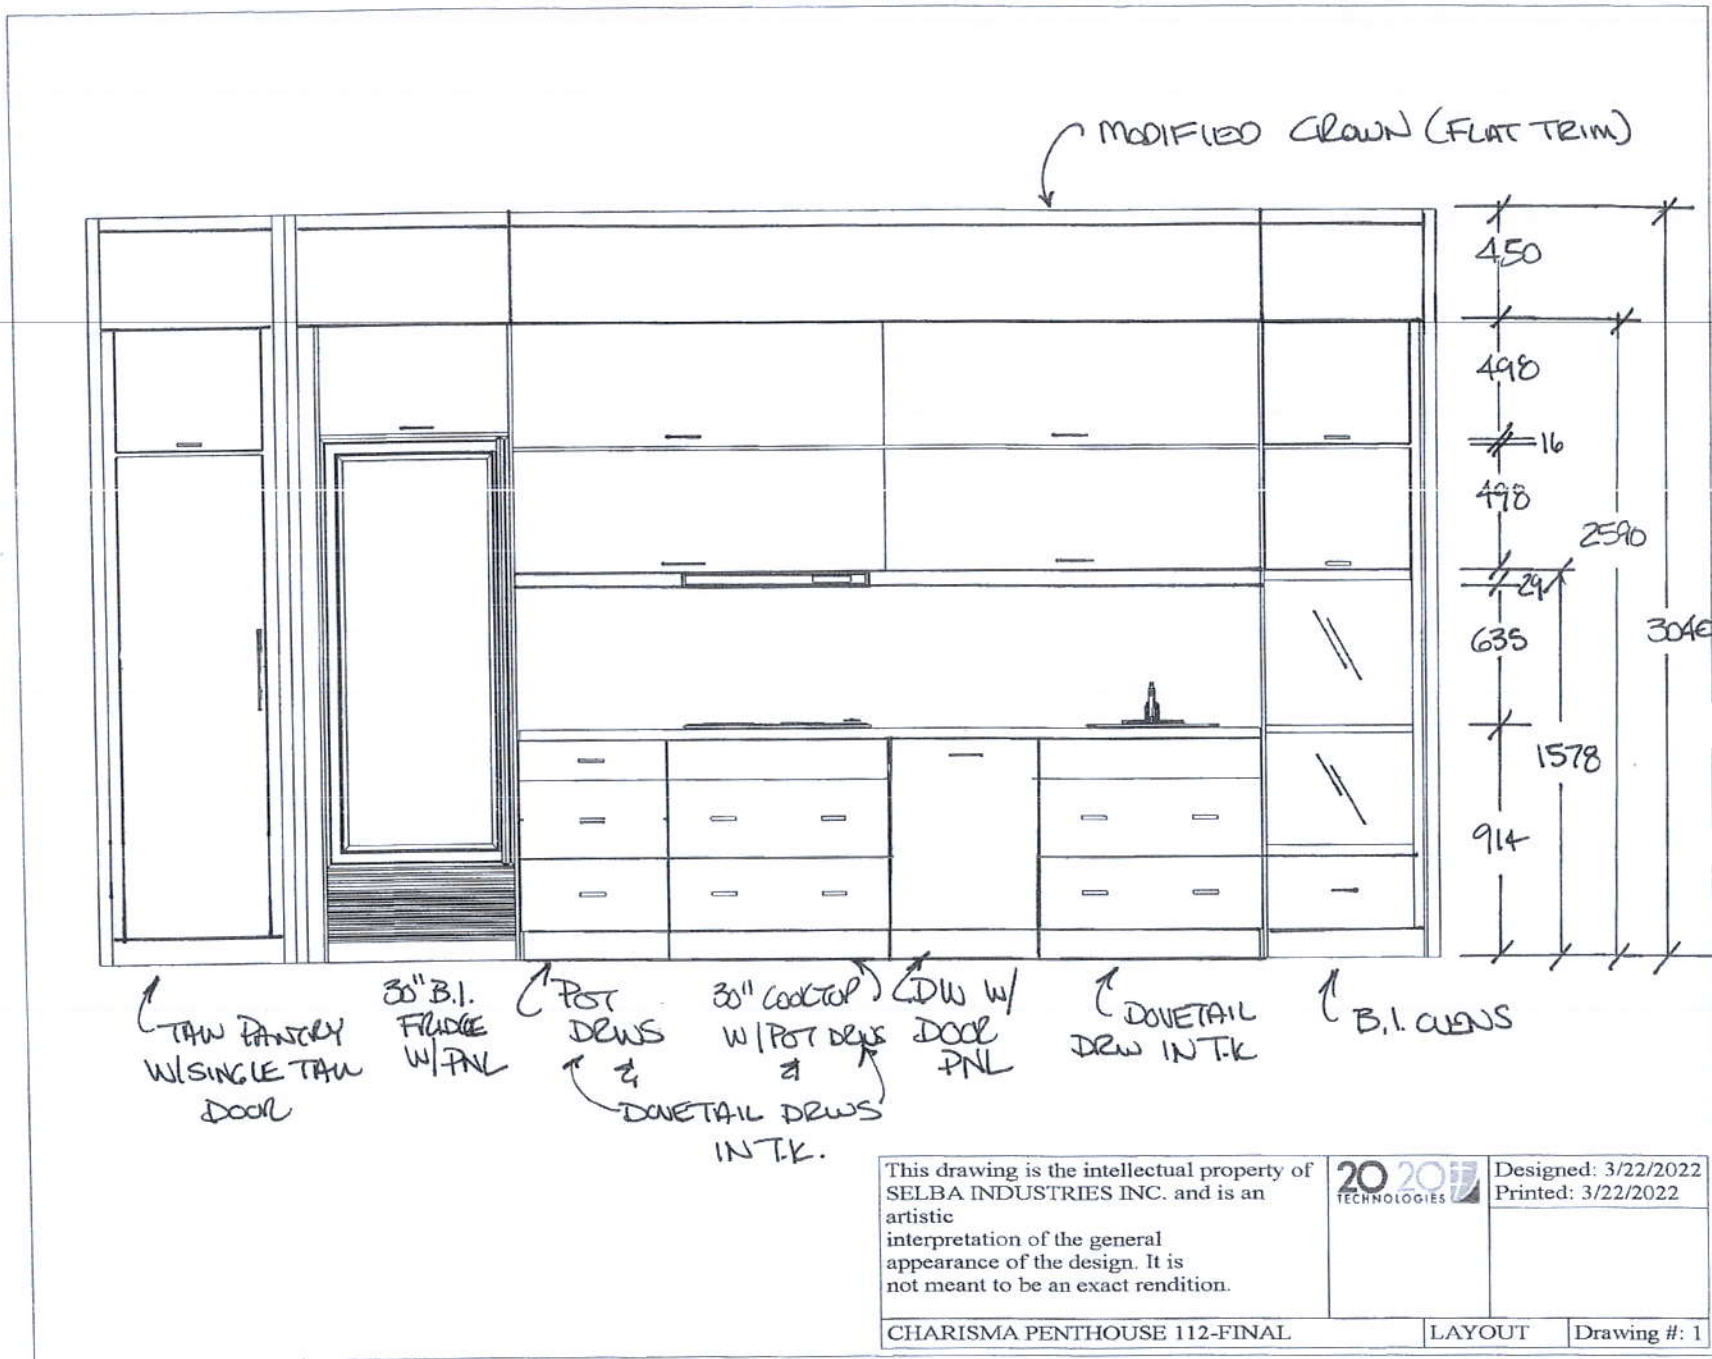 MODIFIED CROWN (FLAT TRIM)
450
498
16
498
2590
29
635
3040
1578
914
TALL PANTRY
W/SINGLE TALL
DOOR
30" B.I.
FRIDGE
W/PNL
POT
DRWS
&
30" COOKTOP
W/POT DRWS
&
DOVETAIL DRWS
IN T.K.
DW W/
DOOR
PNL
DOVETAIL
DRW IN T.K
B.I. OVENS
This drawing is the intellectual property of
SELBA INDUSTRIES INC. and is an
artistic
interpretation of the general
appearance of the design. It is
not meant to be an exact rendition.
20 20
TECHNOLOGIES
Designed: 3/22/2022
Printed: 3/22/2022
CHARISMA PENTHOUSE 112-FINAL
LAYOUT
Drawing #: 1